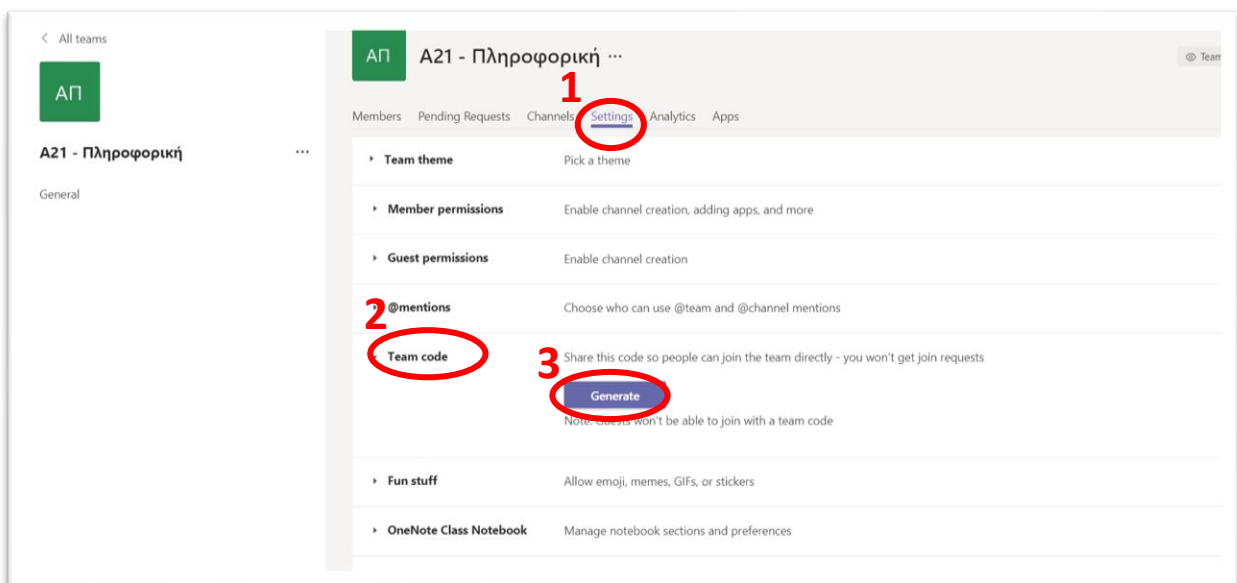 All teams
ΑΠ
Α21 - Πληροφορική ...
General
ΑΠ
Α21 - Πληροφορική ...
Team
1
Members Pending Requests Channels Settings Analytics Apps
Team theme Pick a theme
Member permissions Enable channel creation, adding apps, and more
Guest permissions Enable channel creation
@mentions Choose who can use @team and @channel mentions
2
Team code Share this code so people can join the team directly - you won't get join requests
3
Generate
Note: Guests won't be able to join with a team code
Fun stuff Allow emoji, memes, GIFs, or stickers
OneNote Class Notebook Manage notebook sections and preferences